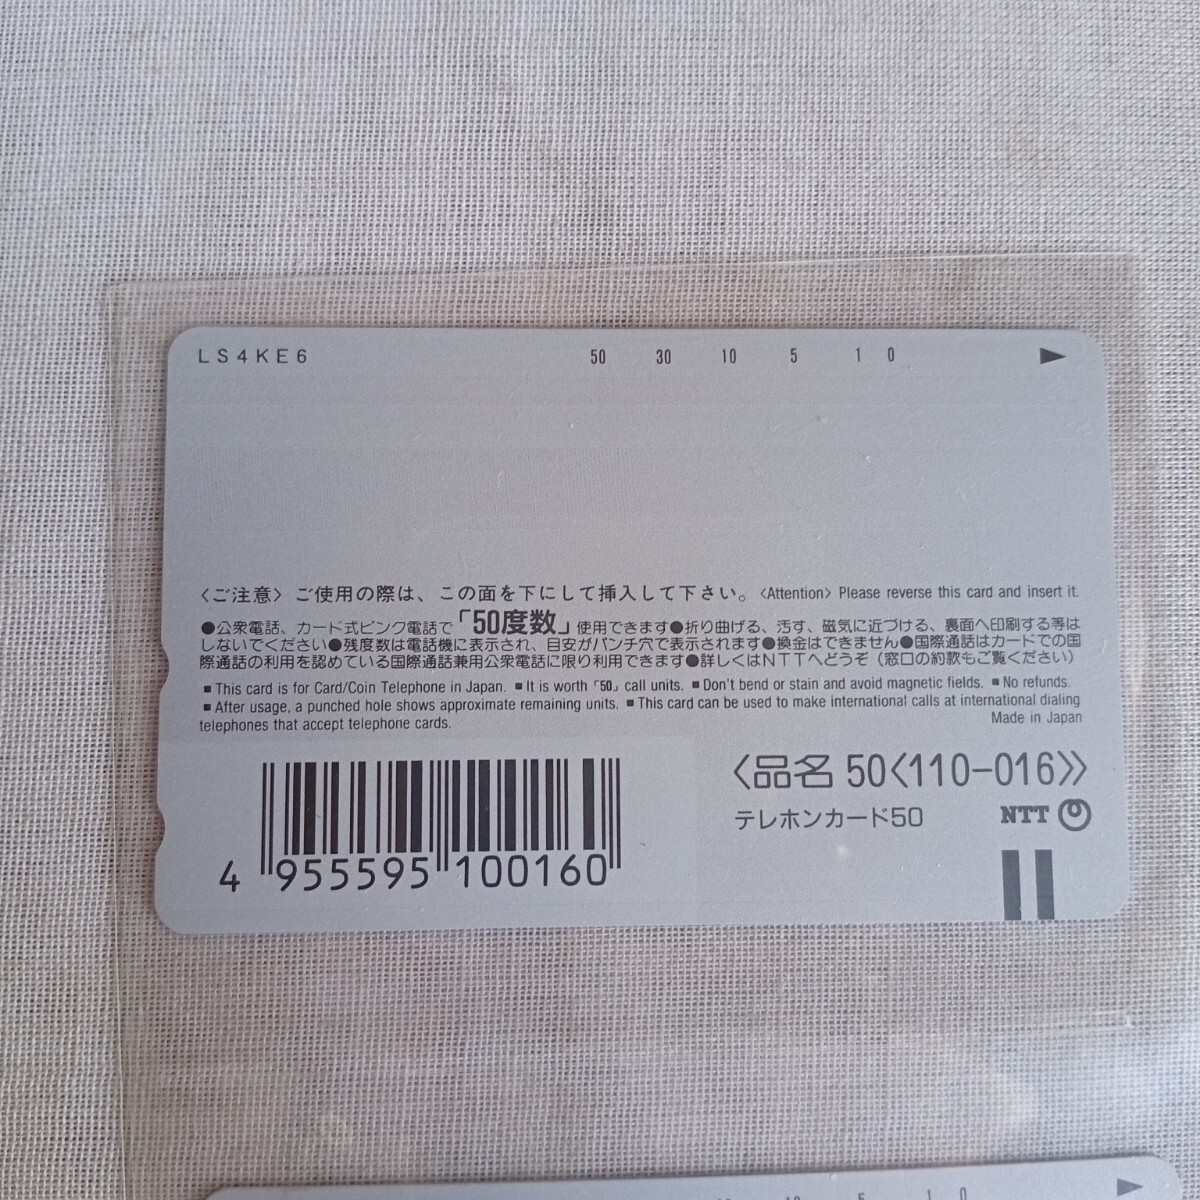 LS4KE6 50 30 10 5 1 0 ▶
〈ご注意〉ご使用の際は、この面を下にして挿入して下さい。〈Attention〉Please reverse this card and insert it.
●公衆電話、カード式ピンク電話で「50度数」使用できます●折り曲げる、汚す、磁気に近づける、裏面へ印刷する等は
しないでください●残度数は電話機に表示され、目安がパンチ穴で表示されます●換金はできません●国際通話はカードでの国
際通話の利用を認めている国際通話兼用公衆電話に限り利用できます●詳しくはNTTへどうぞ（窓口の約款もご覧ください）
■ This card is for Card/Coin Telephone in Japan. ■ It is worth「50」call units. ■ Don't bend or stain and avoid magnetic fields. ■ No refunds.
■ After usage, a punched hole shows approximate remaining units. ■ This card can be used to make international calls at international dialing
telephones that accept telephone cards. Made in Japan
〈品名 50〈110-016〉〉
テレホンカード50 NTT
4 955595 100160
10 5 1 0 ▶